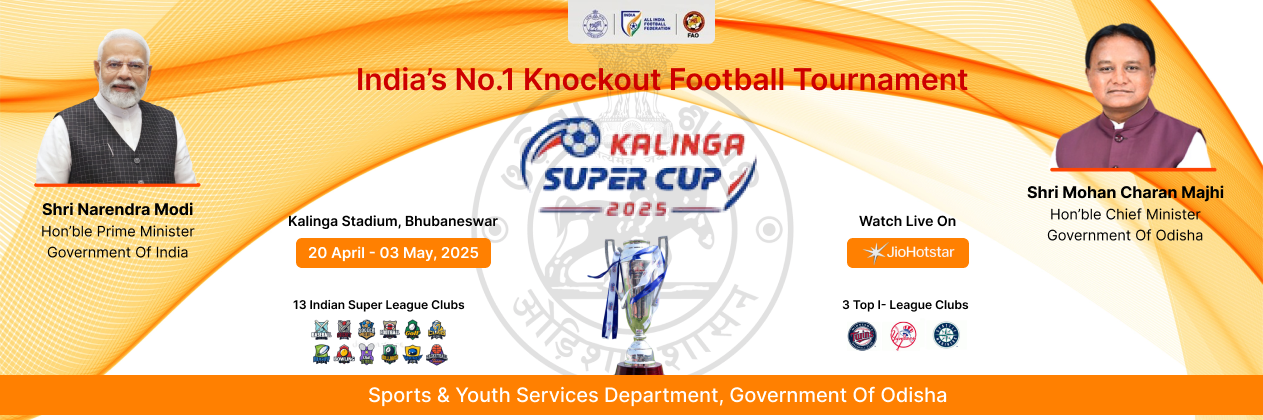 INDIA
ALL INDIA
FOOTBALL
FEDERATION
FAO
India's No.1 Knockout Football Tournament
KALINGA
SUPER CUP
2025
Shri Narendra Modi
Hon'ble Prime Minister
Government Of India
Shri Mohan Charan Majhi
Hon'ble Chief Minister
Government Of Odisha
Kalinga Stadium, Bhubaneswar
20 April - 03 May, 2025
Watch Live On
JioHotstar
13 Indian Super League Clubs
3 Top I- League Clubs
ओड़िशा शासन
Sports & Youth Services Department, Government Of Odisha